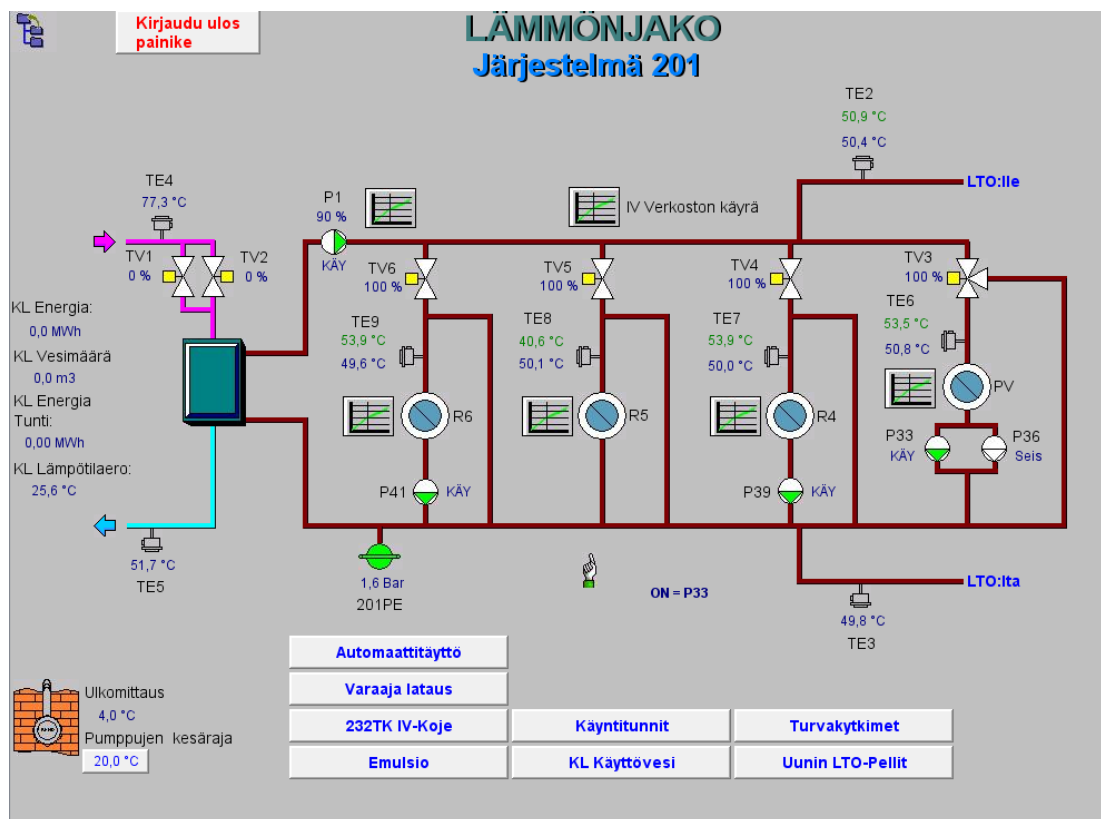 Kirjaudu ulos
painike
LÄMMÖNJAKO
Järjestelmä 201
TE2
50,9 °C
50,4 °C
LTO:lle
TE4
77,3 °C
P1
90 %
KÄY
IV Verkoston käyrä
TV1
0 %
TV2
0 %
TV6
100 %
TV5
100 %
TV4
100 %
TV3
100 %
KL Energia:
0,0 MWh
KL Vesimäärä
0,0 m3
KL Energia
Tunti:
0,00 MWh
KL Lämpötilaero:
25,6 °C
TE9
53,9 °C
49,6 °C
TE8
40,6 °C
50,1 °C
TE7
53,9 °C
50,0 °C
TE6
53,5 °C
50,8 °C
R6
R5
R4
PV
P33
KÄY
P36
Seis
P41
KÄY
P39
KÄY
51,7 °C
TE5
1,6 Bar
201PE
ON = P33
LTO:lta
49,8 °C
TE3
Ulkomittaus
4,0 °C
Pumppujen kesäraja
20,0 °C
Automaattitäyttö
Varaaja lataus
232TK IV-Koje
Käyntitunnit
Turvakytkimet
Emulsio
KL Käyttövesi
Uunin LTO-Pellit